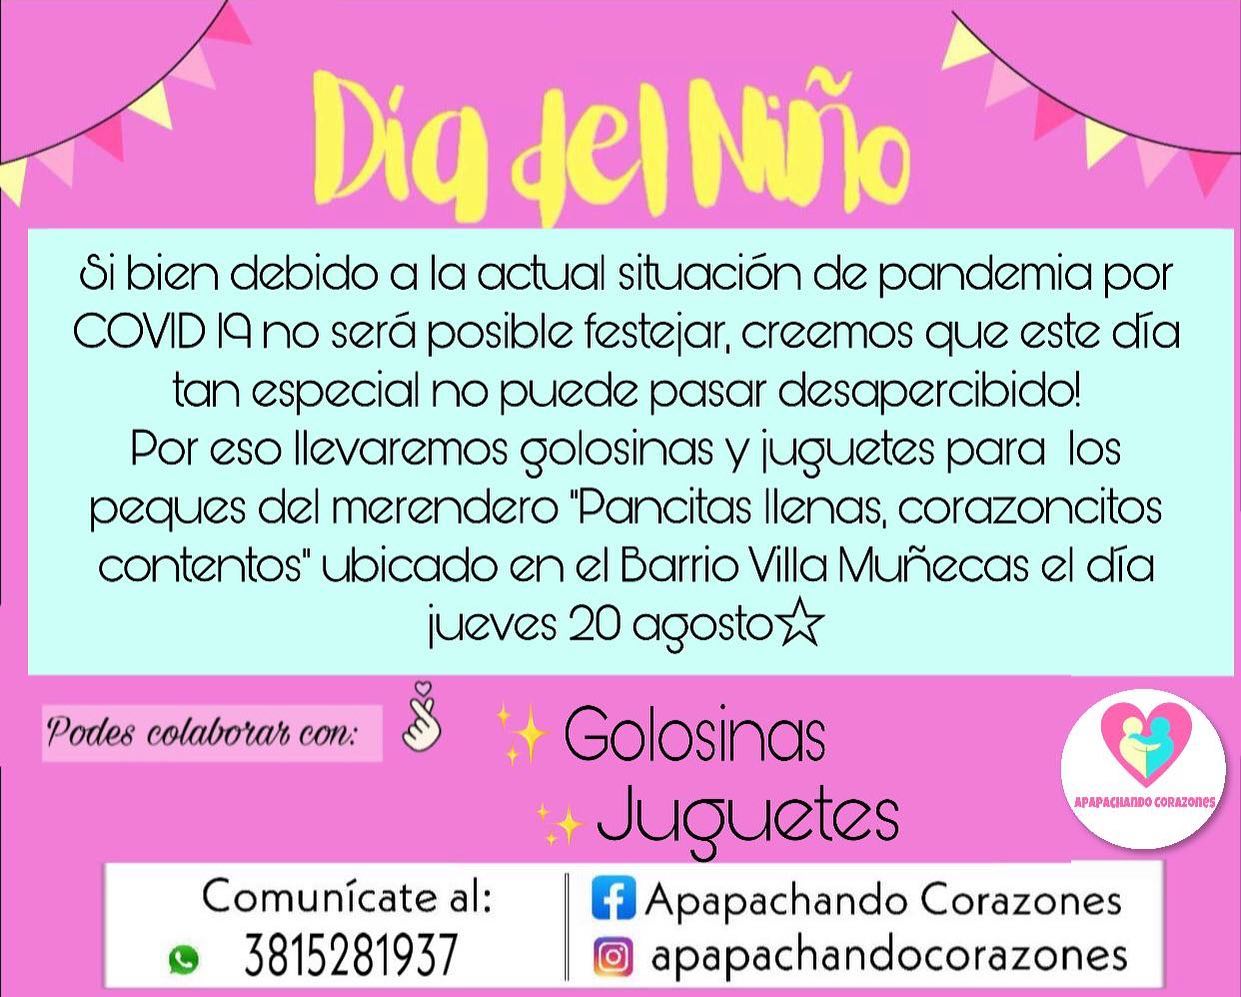 Día del Niño
Si bien debido a la actual situación de pandemia por
COVID 19 no será posible festejar, creemos que este día
tan especial no puede pasar desapercibido!
Por eso llevaremos golosinas y juguetes para los
peques del merendero "Pancitas llenas, corazoncitos
contentos" ubicado en el Barrio Villa Muñecas el día
jueves 20 agosto☆
Podes colaborar con:
Golosinas
Juguetes
APAPACHANDO CORAZONES
Comunícate al:
3815281937
Apapachando Corazones
apapachandocorazones